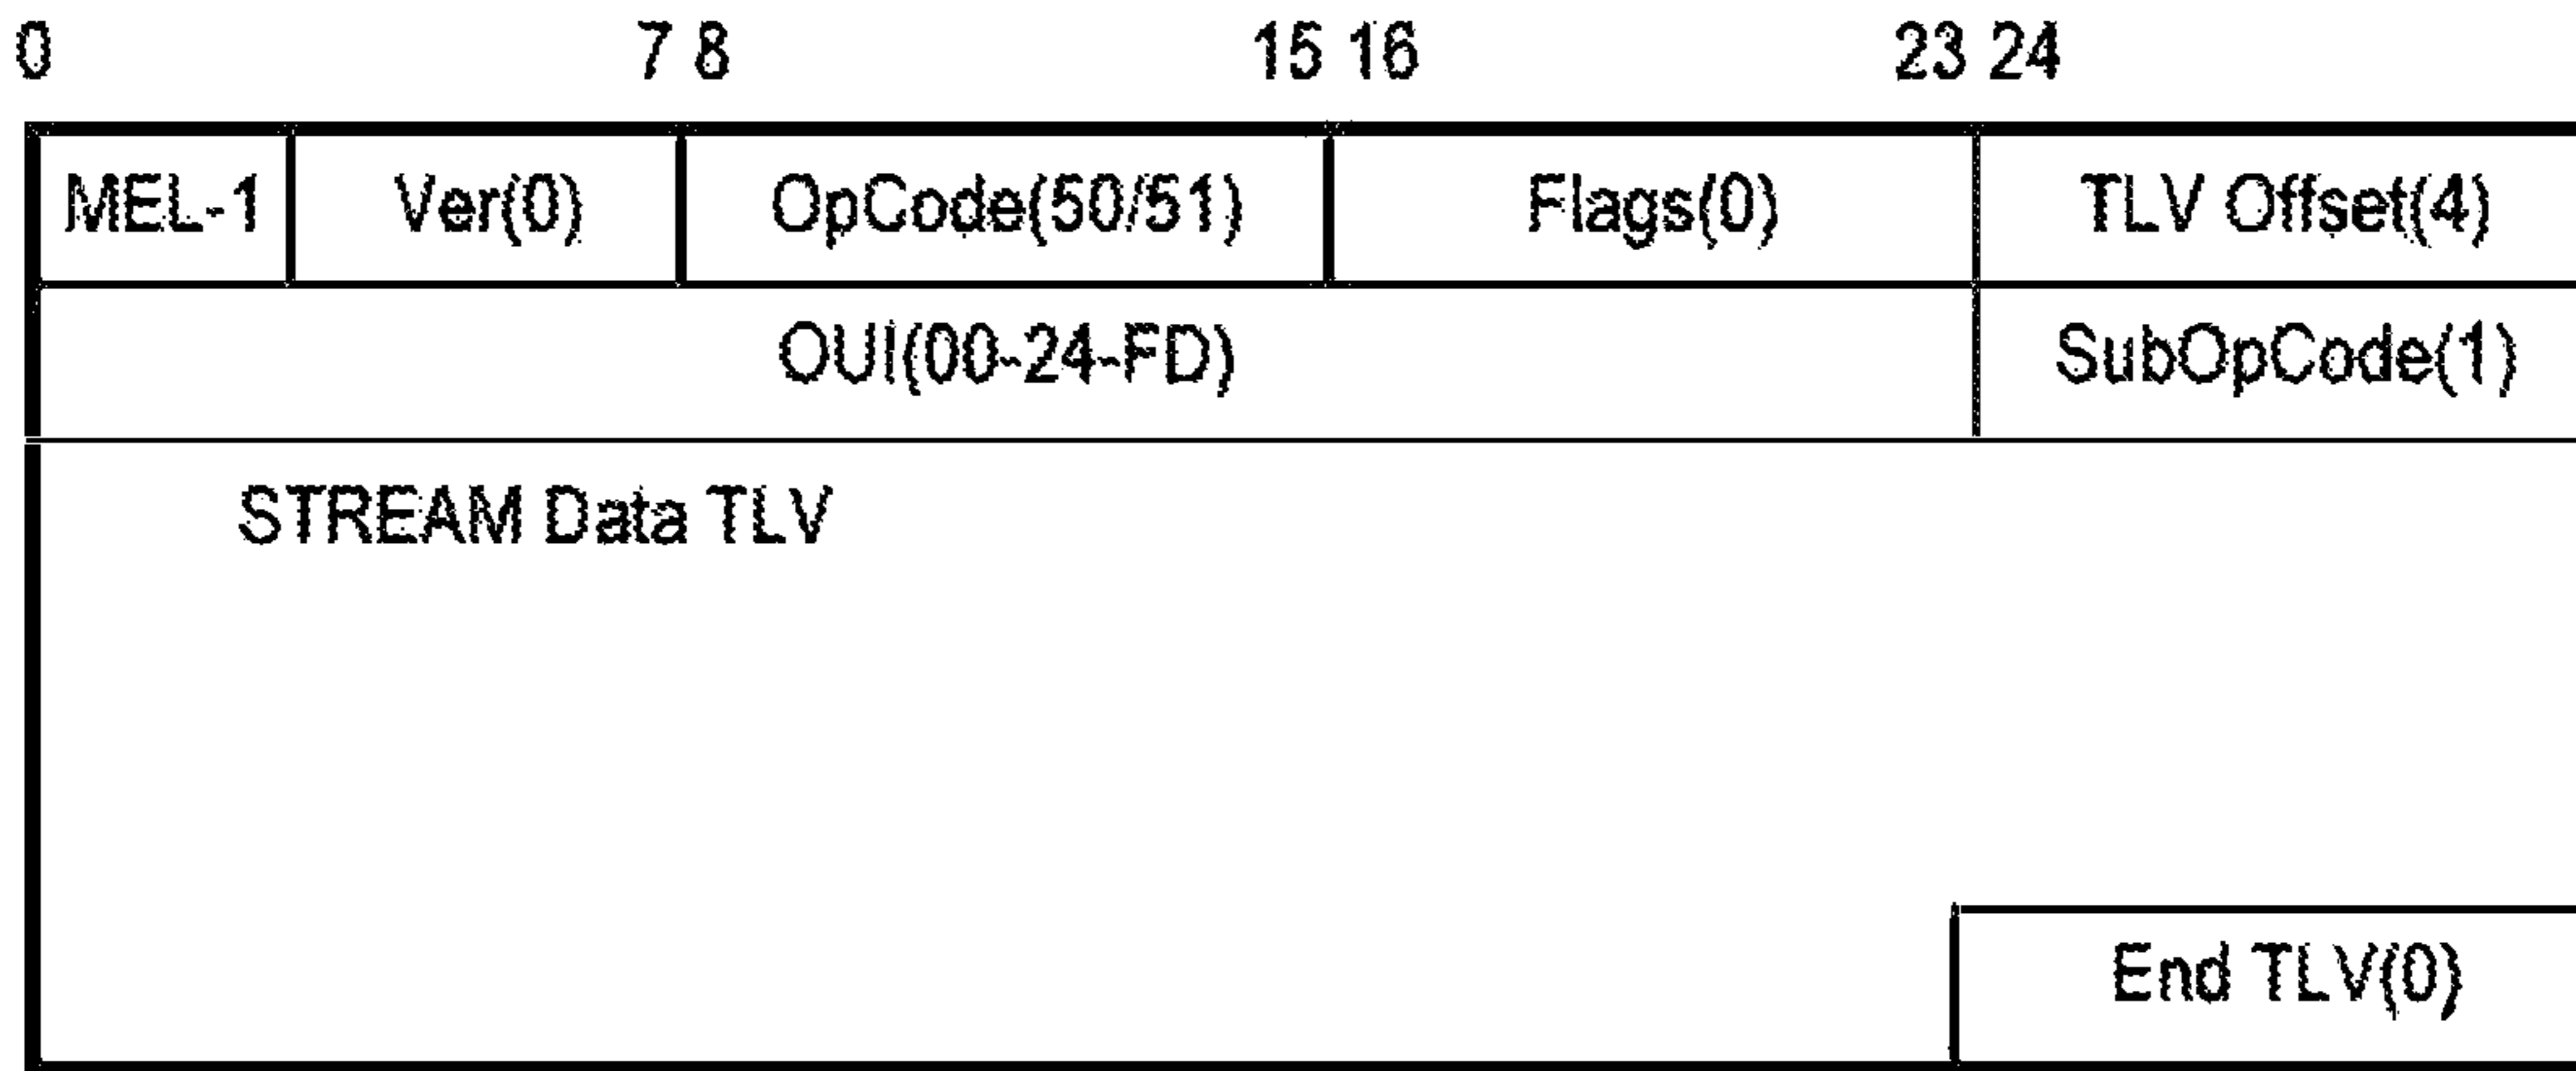 0 7 8 15 16 23 24
MEL-1 Ver(0) OpCode(50/51) Flags(0) TLV Offset(4)
OUI(00-24-FD) SubOpCode(1)
STREAM Data TLV
End TLV(0)